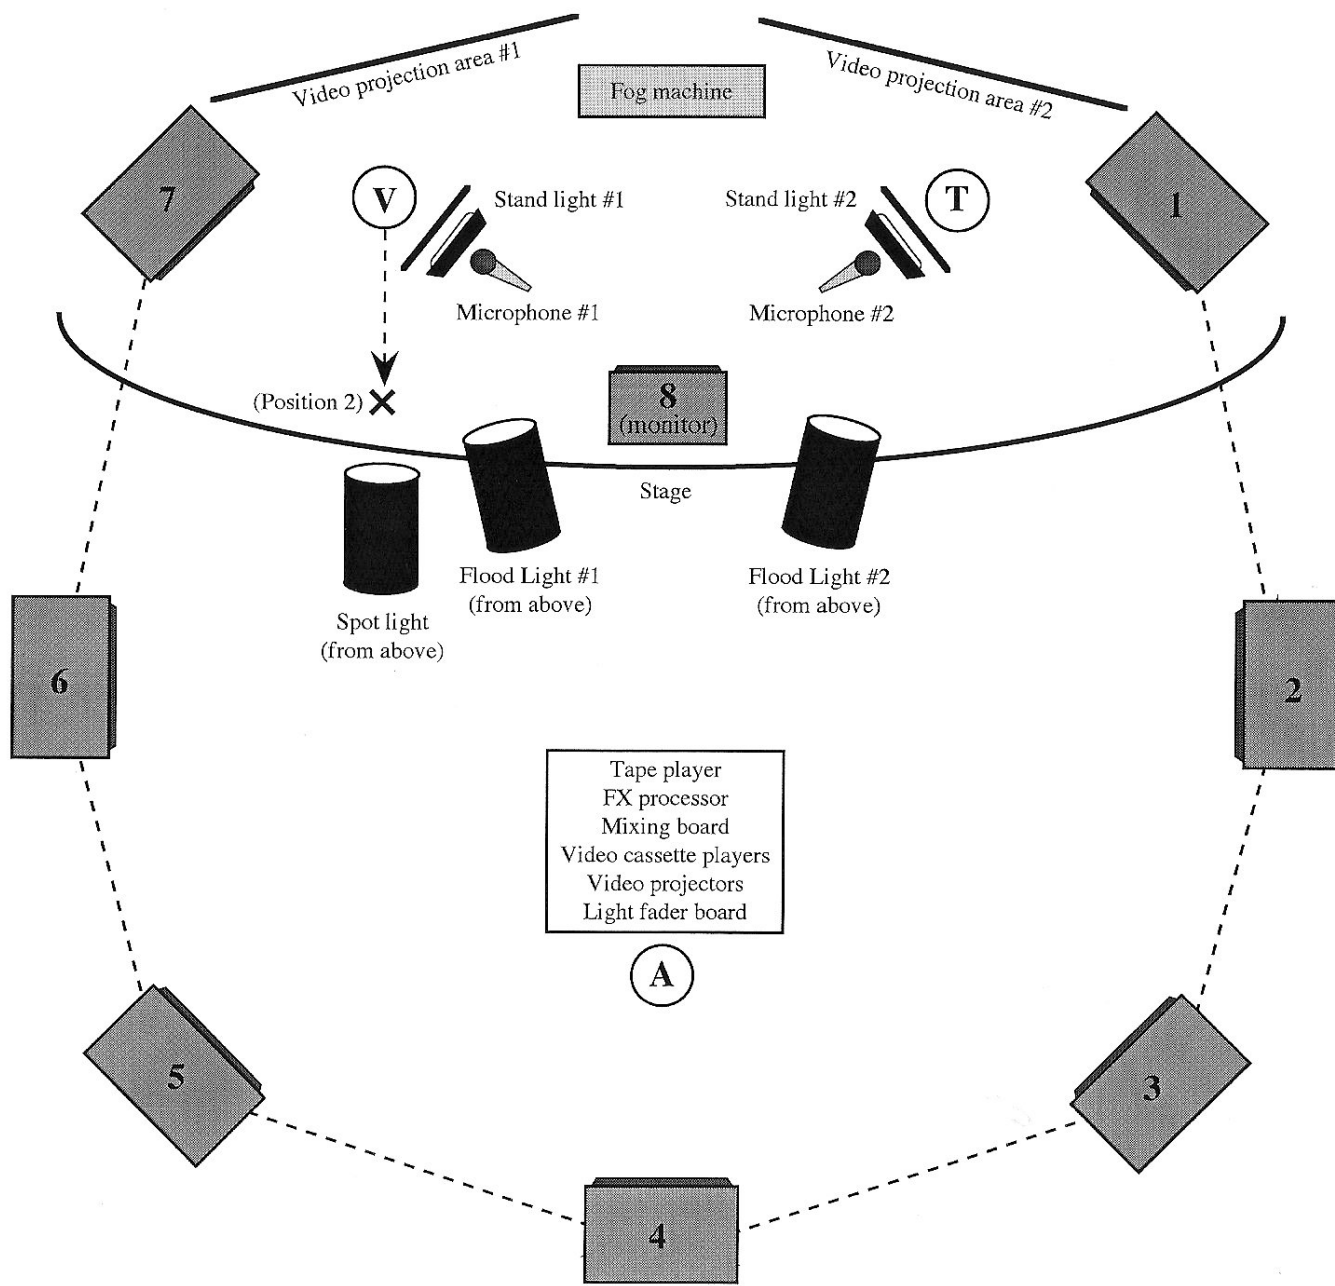 Video projection area #1
Video projection area #2
Fog machine
7
V
Stand light #1
Stand light #2
T
1
Microphone #1
Microphone #2
(Position 2)
8
(monitor)
Stage
Flood Light #1
(from above)
Flood Light #2
(from above)
Spot light
(from above)
6
2
Tape player
FX processor
Mixing board
Video cassette players
Video projectors
Light fader board
A
5
3
4